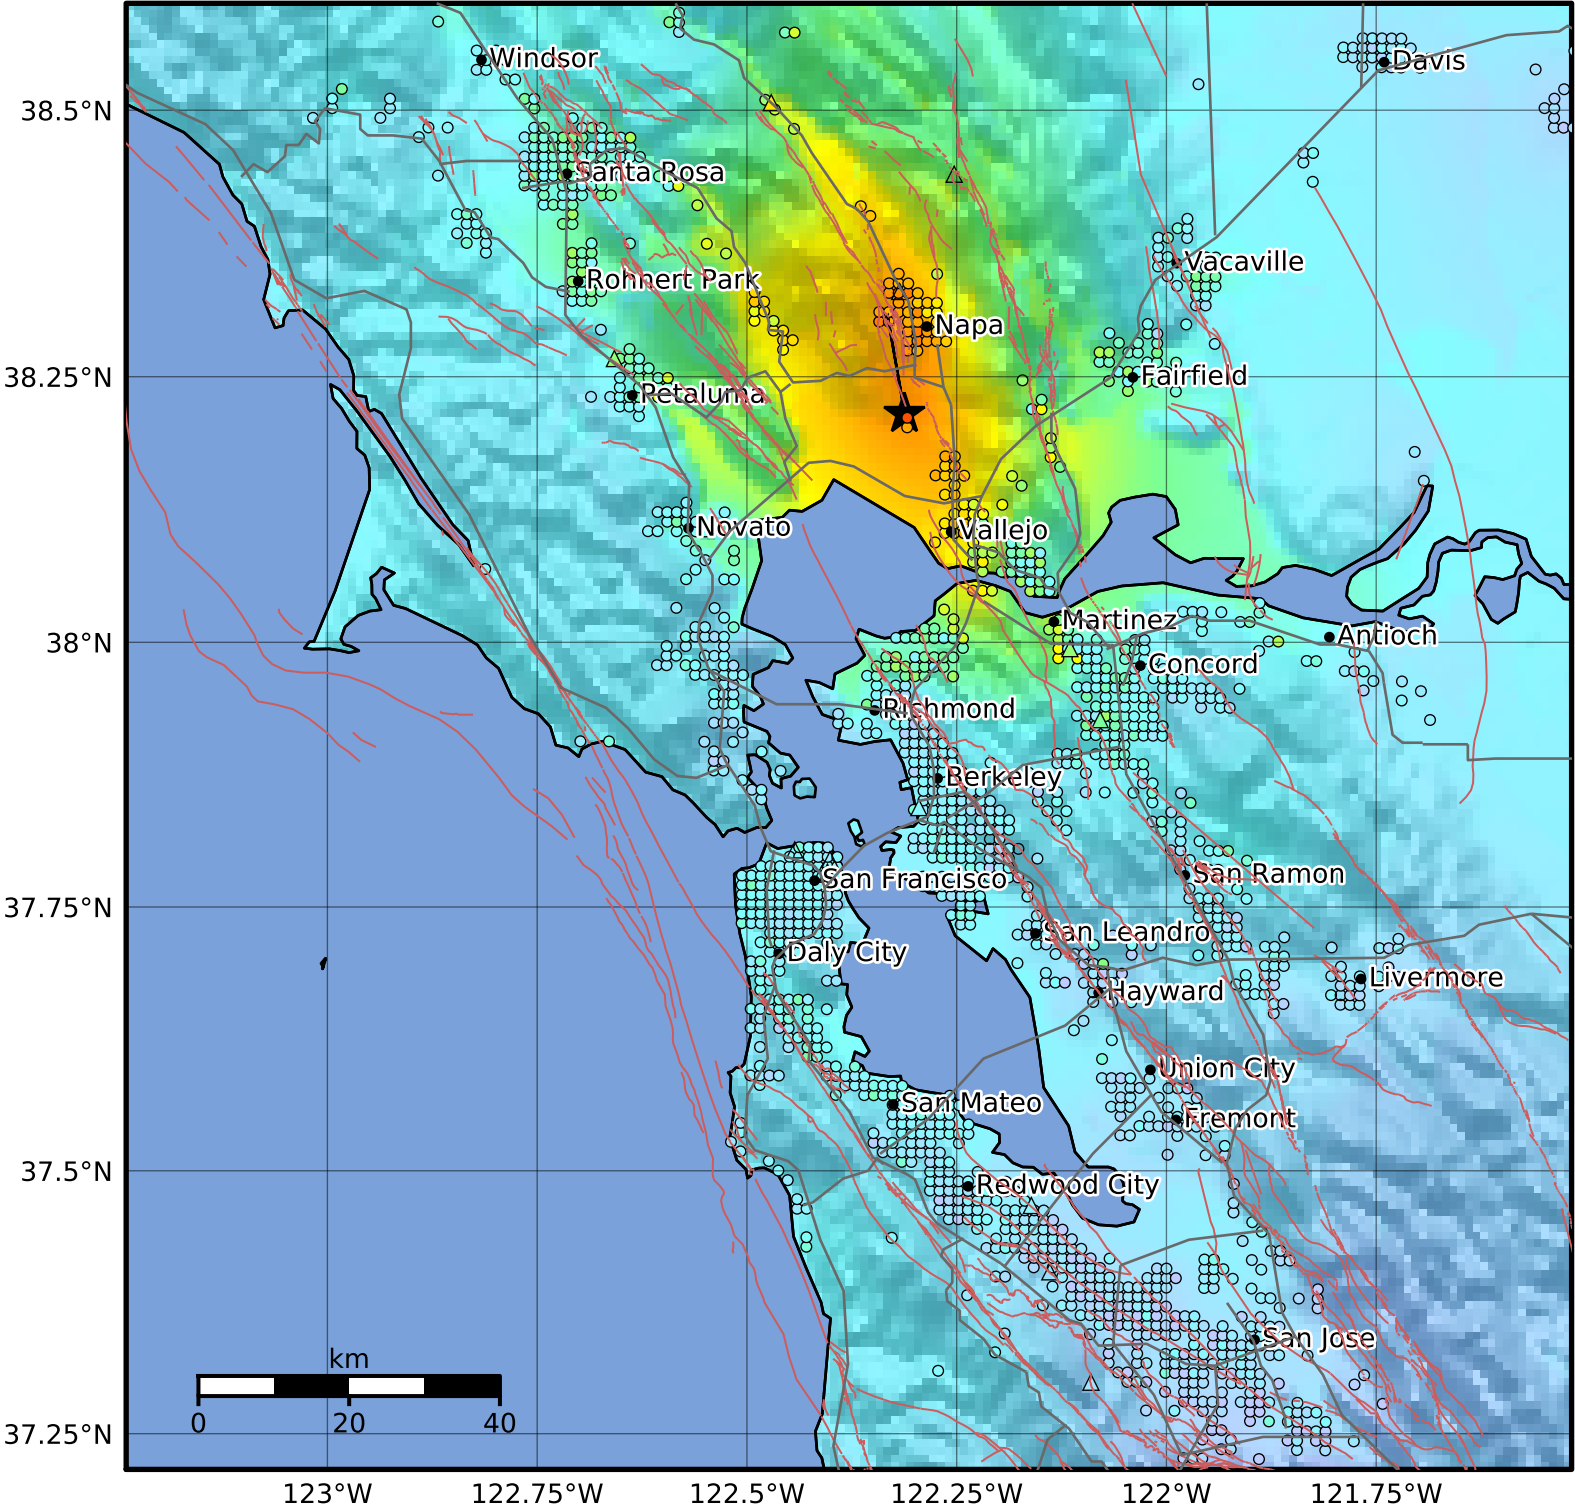 Windsor
Davis
38.5°N
Santa Rosa
Vacaville
Rohnert Park
Napa
38.25°N
Fairfield
Petaluma
Novato
Vallejo
Martinez
38°N
Antioch
Concord
Richmond
Berkeley
San Francisco
San Ramon
37.75°N
San Leandro
Daly City
Livermore
Hayward
Union City
San Mateo
Fremont
37.5°N
Redwood City
San Jose
km
0 20 40
37.25°N
123°W 122.75°W 122.5°W 122.25°W 122°W 121.75°W